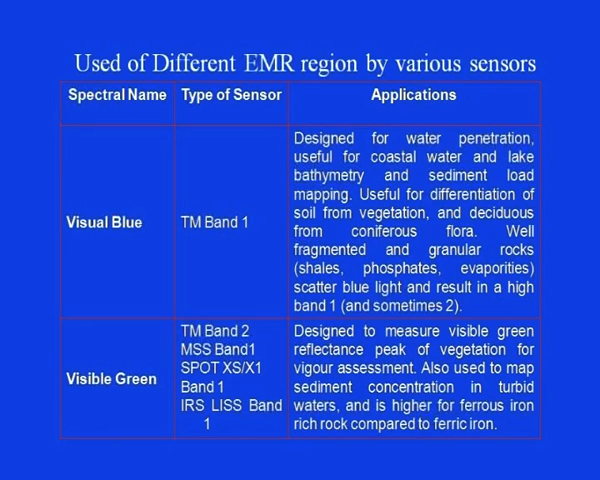 Used of Different EMR region by various sensors
Spectral Name Type of Sensor Applications
Visual Blue
TM Band 1
Designed for water penetration,
useful for coastal water and lake
bathymetry and sediment load
mapping. Useful for differentiation of
soil from vegetation, and deciduous
from coniferous flora. Well
fragmented and granular rocks
(shales, phosphates, evaporities)
scatter blue light and result in a high
band 1 (and sometimes 2).
Visible Green
TM Band 2
MSS Band1
SPOT XS/X1
Band 1
IRS LISS Band
1
Designed to measure visible green
reflectance peak of vegetation for
vigour assessment. Also used to map
sediment concentration in turbid
waters, and is higher for ferrous iron
rich rock compared to ferric iron.